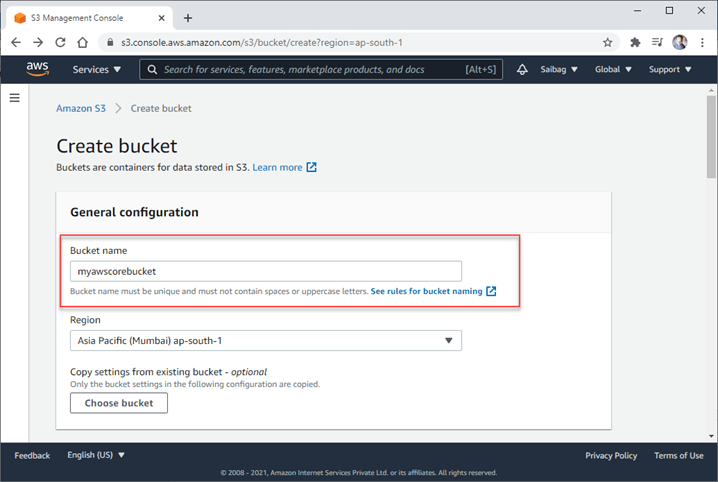 S3 Management Console
s3.console.aws.amazon.com/s3/bucket/create?region=ap-south-1
aws Services Search for services, features, marketplace products, and docs [Alt+S] Saibag Global Support
Amazon S3 > Create bucket
Create bucket
Buckets are containers for data stored in S3. Learn more
General configuration
Bucket name
myawscorebucket
Bucket name must be unique and must not contain spaces or uppercase letters. See rules for bucket naming
Region
Asia Pacific (Mumbai) ap-south-1
Copy settings from existing bucket - optional
Only the bucket settings in the following configuration are copied.
Choose bucket
Feedback English (US) Privacy Policy Terms of Use
© 2008 - 2021, Amazon Internet Services Private Ltd. or its affiliates. All rights reserved.